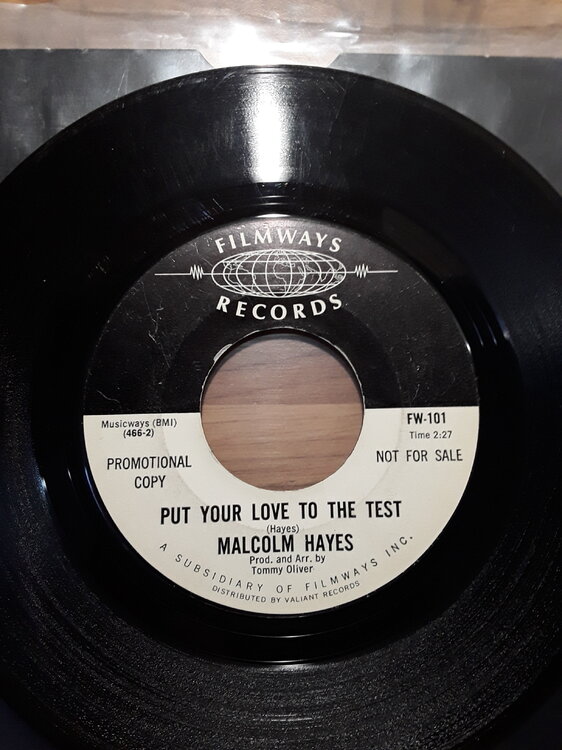 FILMWAYS
RECORDS
Musicways (BMI)
(466-2)
FW-101
Time 2:27
PROMOTIONAL
COPY
NOT FOR SALE
PUT YOUR LOVE TO THE TEST
(Hayes)
MALCOLM HAYES
Prod. and Arr. by
Tommy Oliver
A SUBSIDIARY OF FILMWAYS INC.
DISTRIBUTED BY VALIANT RECORDS